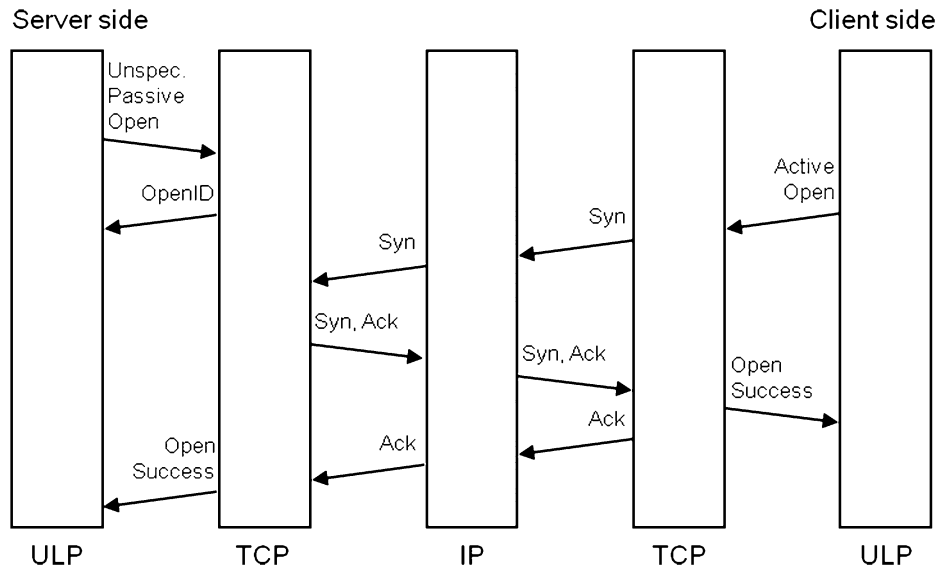 Server side
Client side
Unspec.
Passive
Open
OpenID
Active
Open
Syn
Syn
Syn, Ack
Syn, Ack
Open
Success
Ack
Ack
Open
Success
ULP
TCP
IP
TCP
ULP